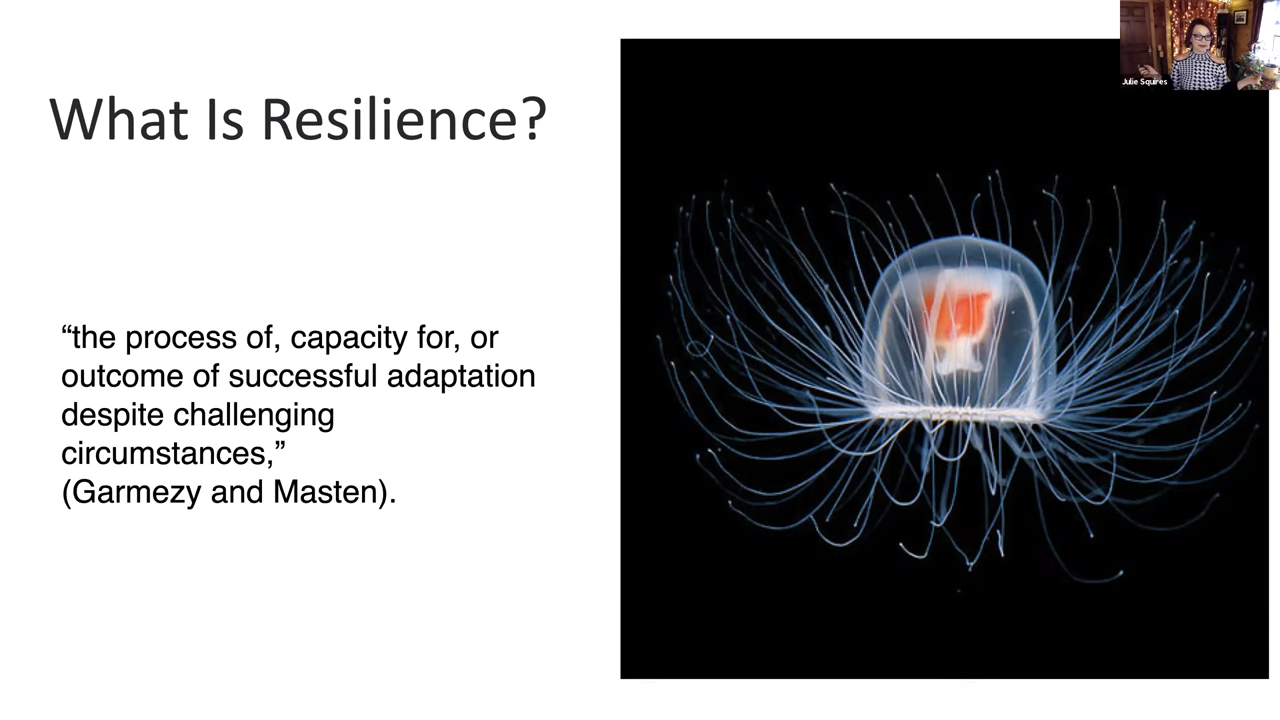 Julie Squires
What Is Resilience?
“the process of, capacity for, or
outcome of successful adaptation
despite challenging
circumstances,”
(Garmezy and Masten).